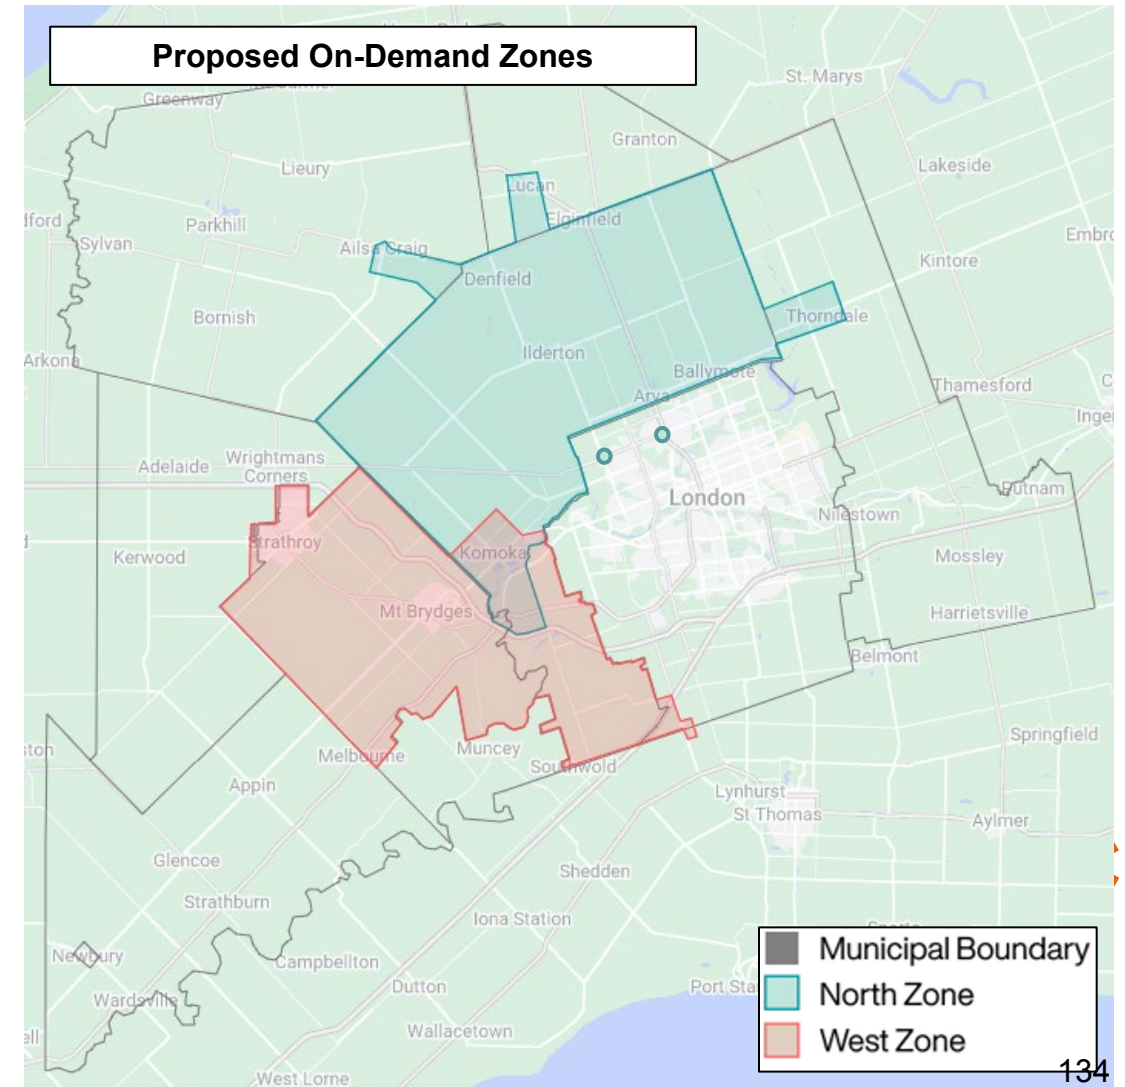 Proposed On-Demand Zones
St. Marys
Greenway
Granton
Lakeside
Lieury
Lucan
Parkhill
Elginfield
Sylvan
Ailsa Craig
Kintore
Denfield
Bornish
Thorndale
Ilderton
Arkona
Ballymote
Thamesford
Arva
Wrightmans
Corners
Adelaide
London
Putnam
Nilestown
Strathroy
Komoka
Kerwood
Mossley
Mt Brydges
Harrietsville
Belmont
Springfield
Muncey
Melbourne
Southwold
Appin
Lynhurst
St Thomas
Aylmer
Glencoe
Shedden
Strathburn
Iona Station
Newbury
Campbellton
Dutton
Wardsville
Wallacetown
West Lorne
Municipal Boundary
North Zone
West Zone
134